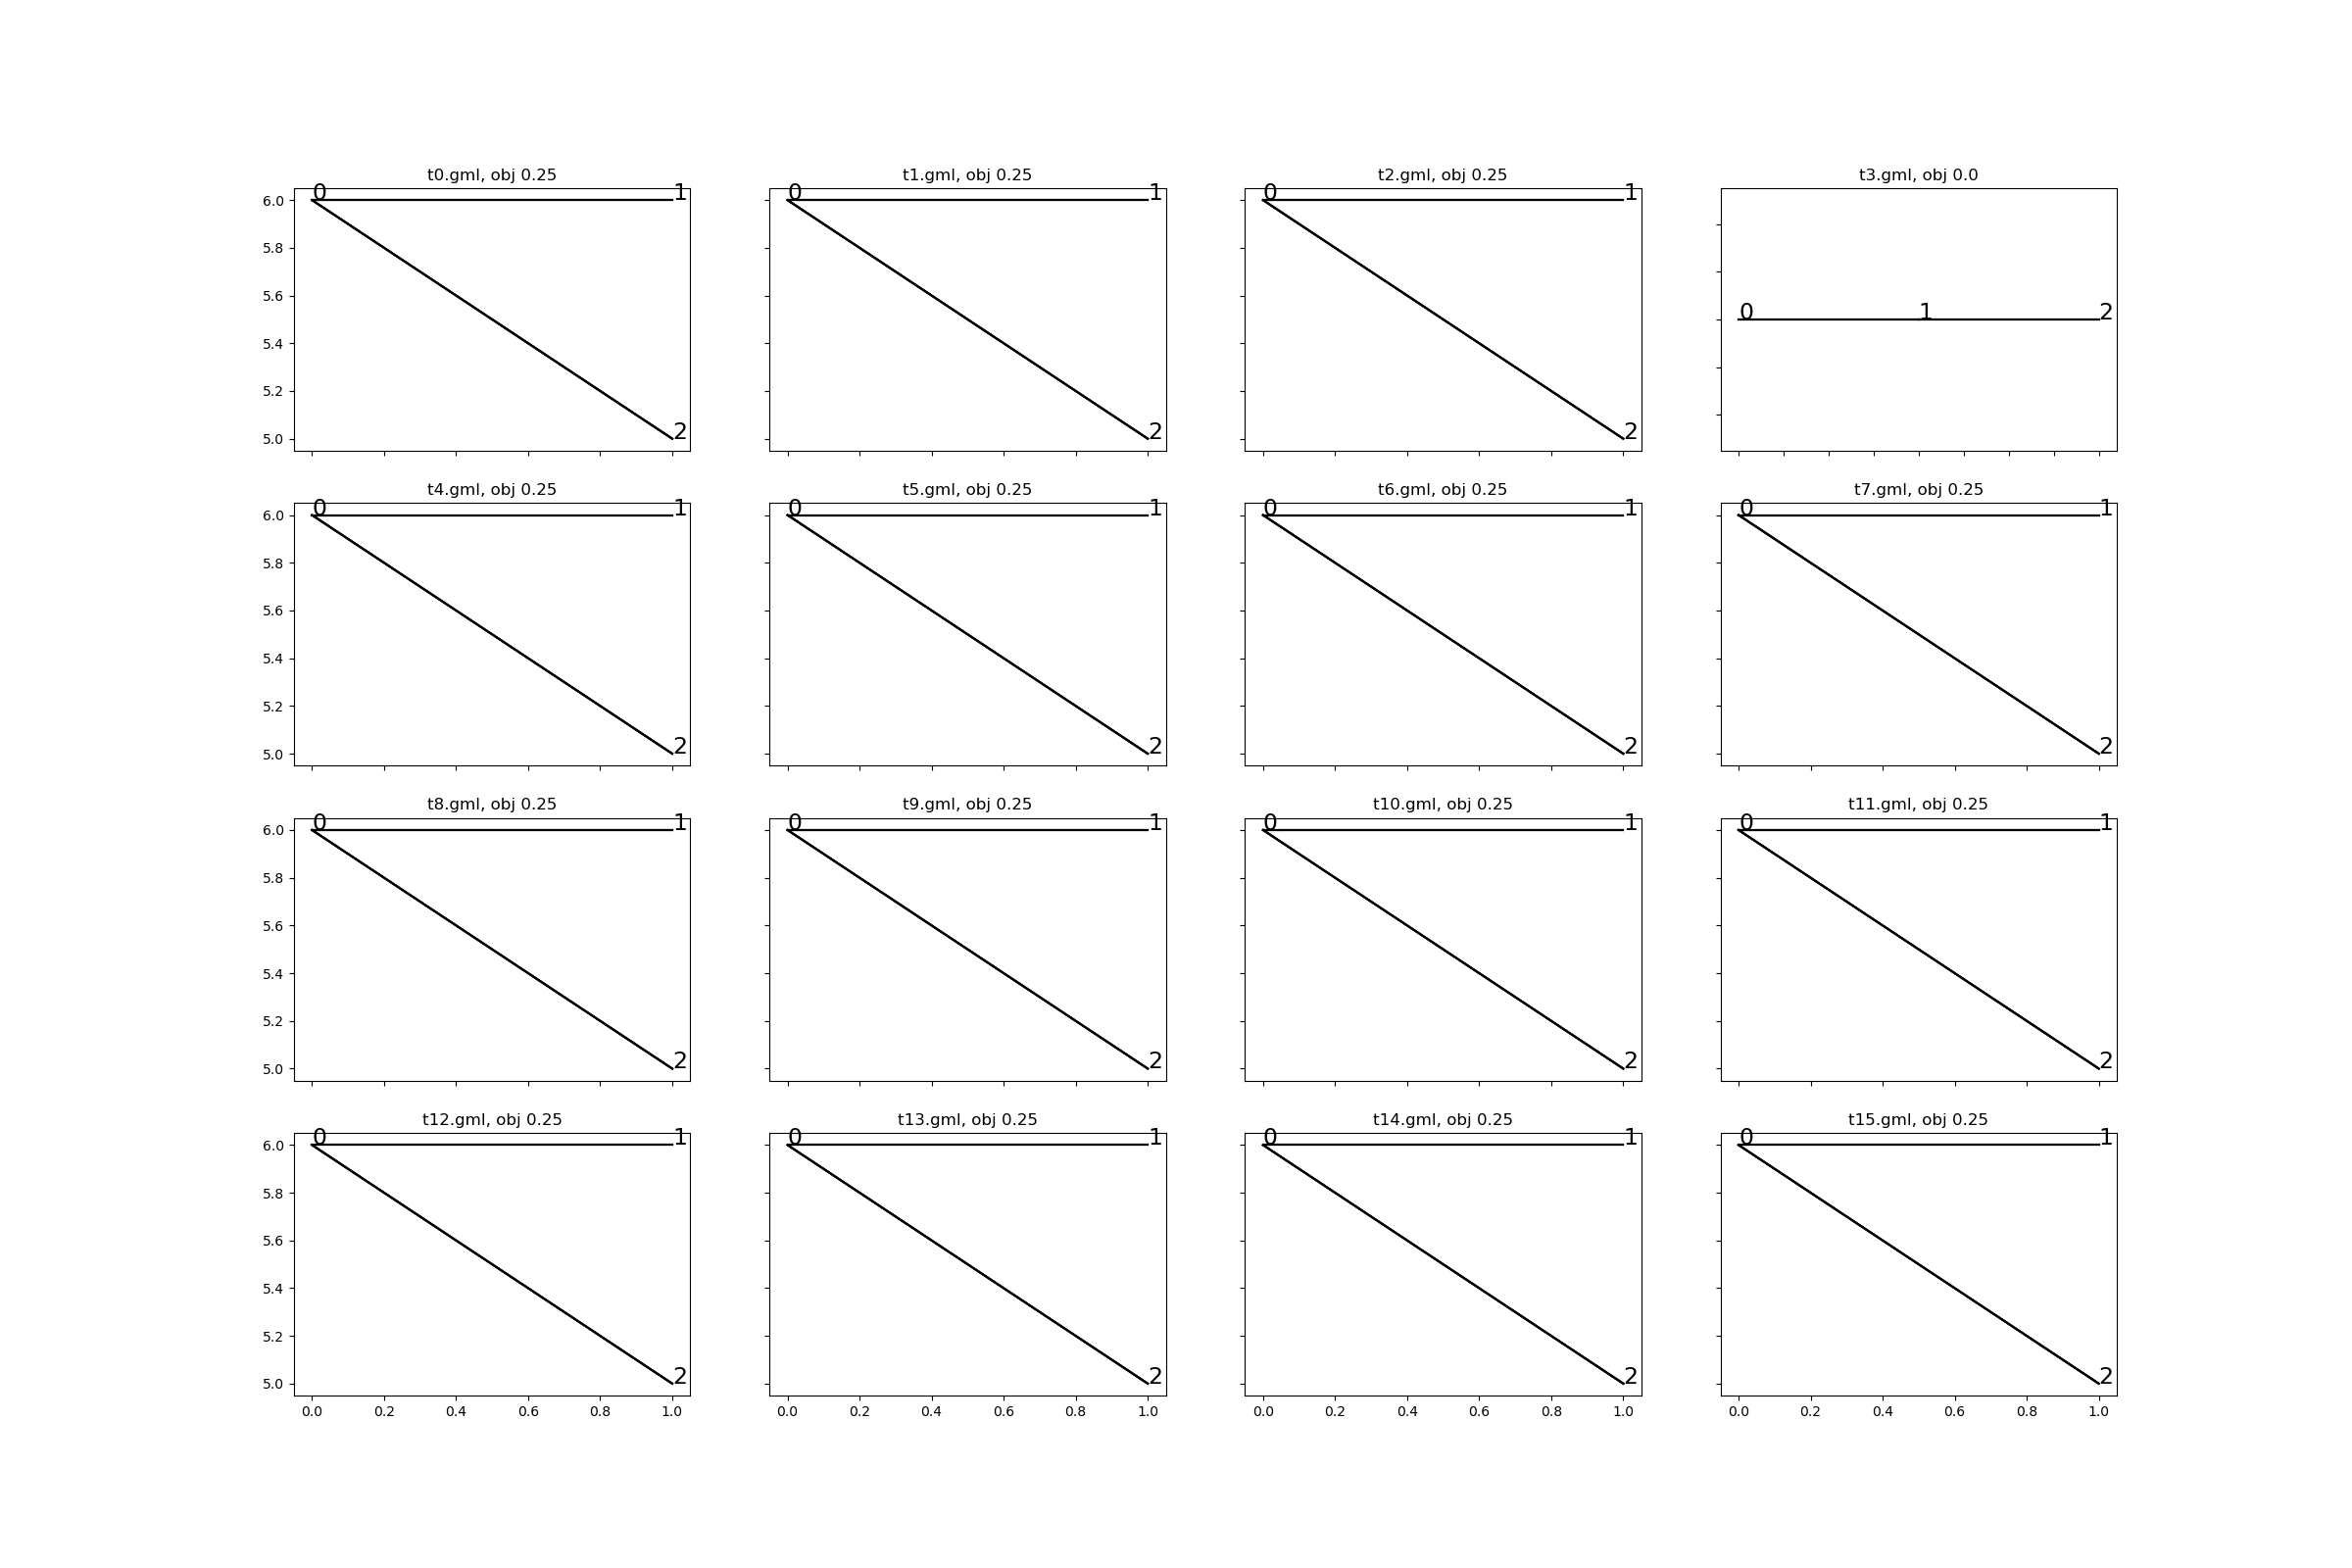 t0.gml, obj 0.25 t1.gml, obj 0.25 t2.gml, obj 0.25 t3.gml, obj 0.0
6.0 0 1 0 1 0 1
5.8
5.6
0 1 2
5.4
5.2
5.0 2 2 2
t4.gml, obj 0.25 t5.gml, obj 0.25 t6.gml, obj 0.25 t7.gml, obj 0.25
6.0 0 1 0 1 0 1 0 1
5.8
5.6
5.4
5.2
5.0 2 2 2 2
t8.gml, obj 0.25 t9.gml, obj 0.25 t10.gml, obj 0.25 t11.gml, obj 0.25
6.0 0 1 0 1 0 1 0 1
5.8
5.6
5.4
5.2
5.0 2 2 2 2
t12.gml, obj 0.25 t13.gml, obj 0.25 t14.gml, obj 0.25 t15.gml, obj 0.25
6.0 0 1 0 1 0 1 0 1
5.8
5.6
5.4
5.2
5.0 2 2 2 2
0.0 0.2 0.4 0.6 0.8 1.0 0.0 0.2 0.4 0.6 0.8 1.0 0.0 0.2 0.4 0.6 0.8 1.0 0.0 0.2 0.4 0.6 0.8 1.0